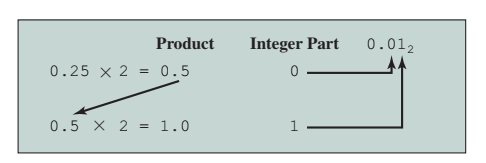 Product Integer Part 0.01₂
0.25 × 2 = 0.5 0
0.5 × 2 = 1.0 1